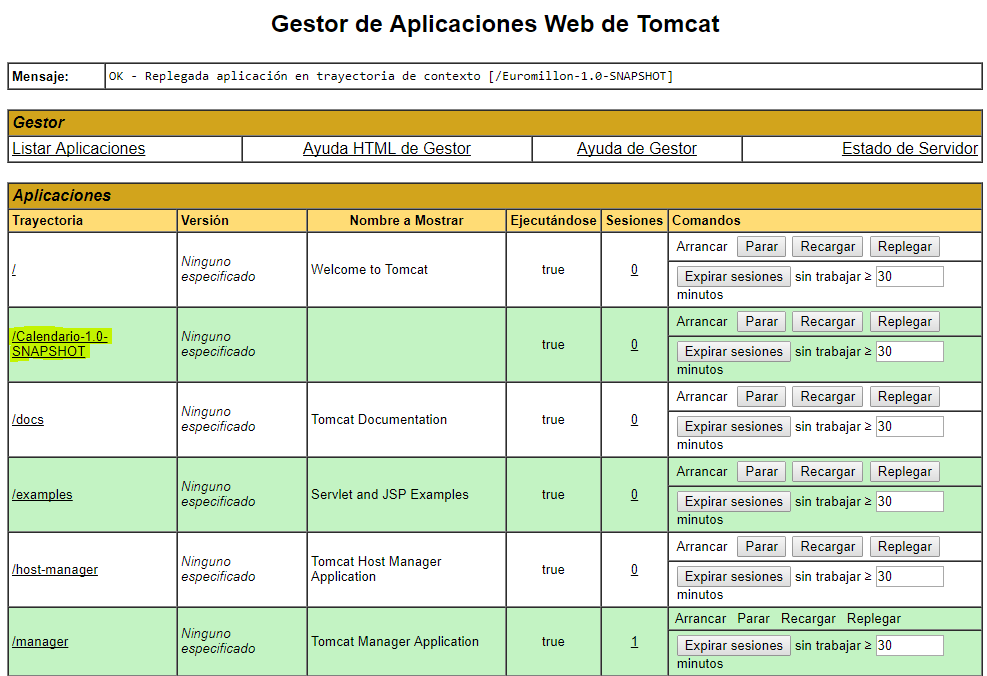 Gestor de Aplicaciones Web de Tomcat
Mensaje: OK - Replegada aplicación en trayectoria de contexto [/Euromillon-1.0-SNAPSHOT]
Gestor
Listar Aplicaciones Ayuda HTML de Gestor Ayuda de Gestor Estado de Servidor
Aplicaciones
Trayectoria Versión Nombre a Mostrar Ejecutándose Sesiones Comandos
/ Ninguno especificado Welcome to Tomcat true 0 Arrancar Parar Recargar Replegar
Expirar sesiones sin trabajar ≥ 30
minutos
/Calendario-1.0-
SNAPSHOT Ninguno especificado true 0 Arrancar Parar Recargar Replegar
Expirar sesiones sin trabajar ≥ 30
minutos
/docs Ninguno especificado Tomcat Documentation true 0 Arrancar Parar Recargar Replegar
Expirar sesiones sin trabajar ≥ 30
minutos
/examples Ninguno especificado Servlet and JSP Examples true 0 Arrancar Parar Recargar Replegar
Expirar sesiones sin trabajar ≥ 30
minutos
/host-manager Ninguno especificado Tomcat Host Manager Application true 0 Arrancar Parar Recargar Replegar
Expirar sesiones sin trabajar ≥ 30
minutos
/manager Ninguno especificado Tomcat Manager Application true 1 Arrancar Parar Recargar Replegar
Expirar sesiones sin trabajar ≥ 30
minutos